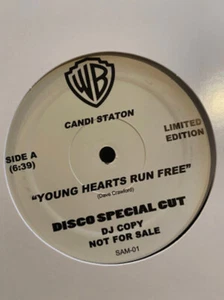 WB
CANDI STATON
SIDE A
(6:39)
LIMITED
EDITION
"YOUNG HEARTS RUN FREE"
(Dave Crawford)
DISCO SPECIAL CUT
DJ COPY
NOT FOR SALE
SAM-01